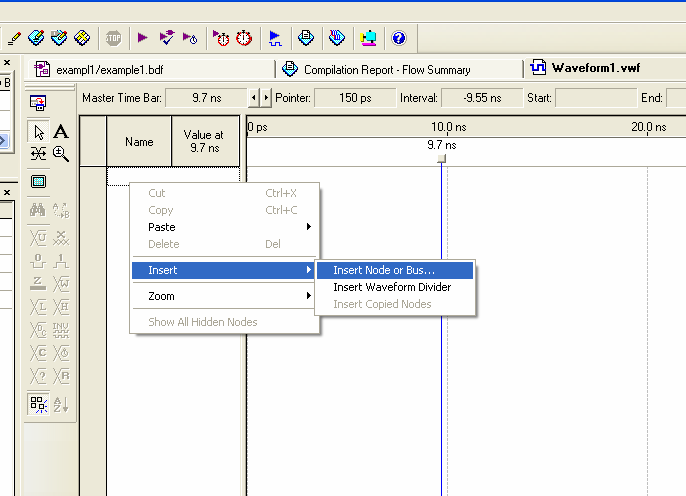 STOP
exampl1/example1.bdf
Compilation Report - Flow Summary
Waveform1.vwf
Master Time Bar: 9.7 ns Pointer: 150 ps Interval: -9.55 ns Start: End:
A
Name
Value at
9.7 ns
0 ps 10.0 ns 20.0 ns
9.7 ns
Cut Ctrl+X
Copy Ctrl+C
Paste
Delete Del
Insert
Zoom
Show All Hidden Nodes
Insert Node or Bus...
Insert Waveform Divider
Insert Copied Nodes